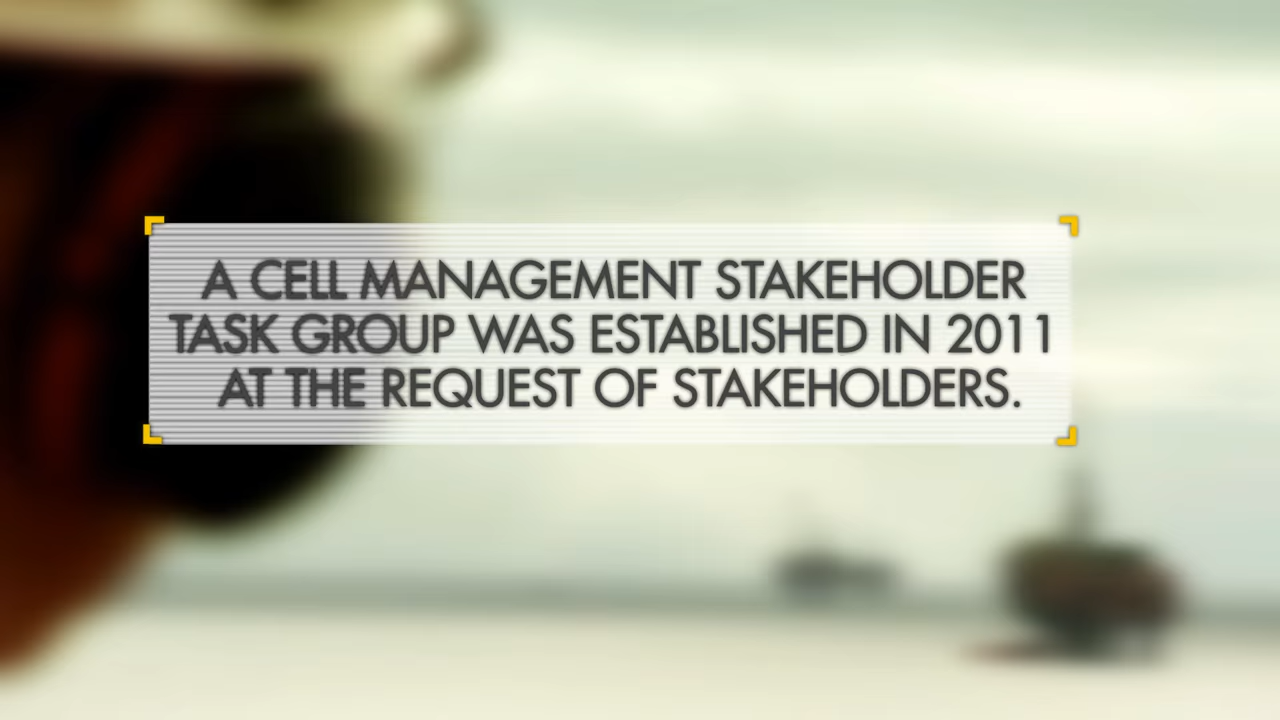 A CELL MANAGEMENT STAKEHOLDER
TASK GROUP WAS ESTABLISHED IN 2011
AT THE REQUEST OF STAKEHOLDERS.